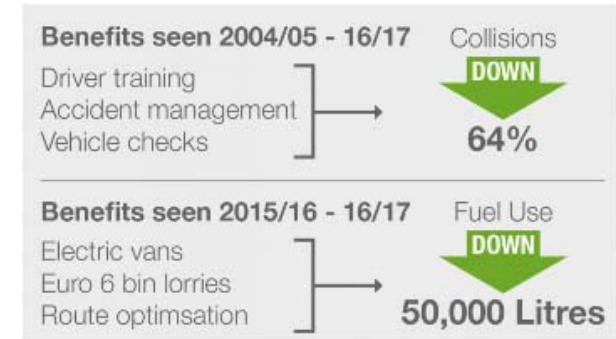 Benefits seen 2004/05 - 16/17
Collisions
Driver training
Accident management
Vehicle checks
DOWN
64%
Benefits seen 2015/16 - 16/17
Fuel Use
Electric vans
Euro 6 bin lorries
Route optimsation
DOWN
50,000 Litres